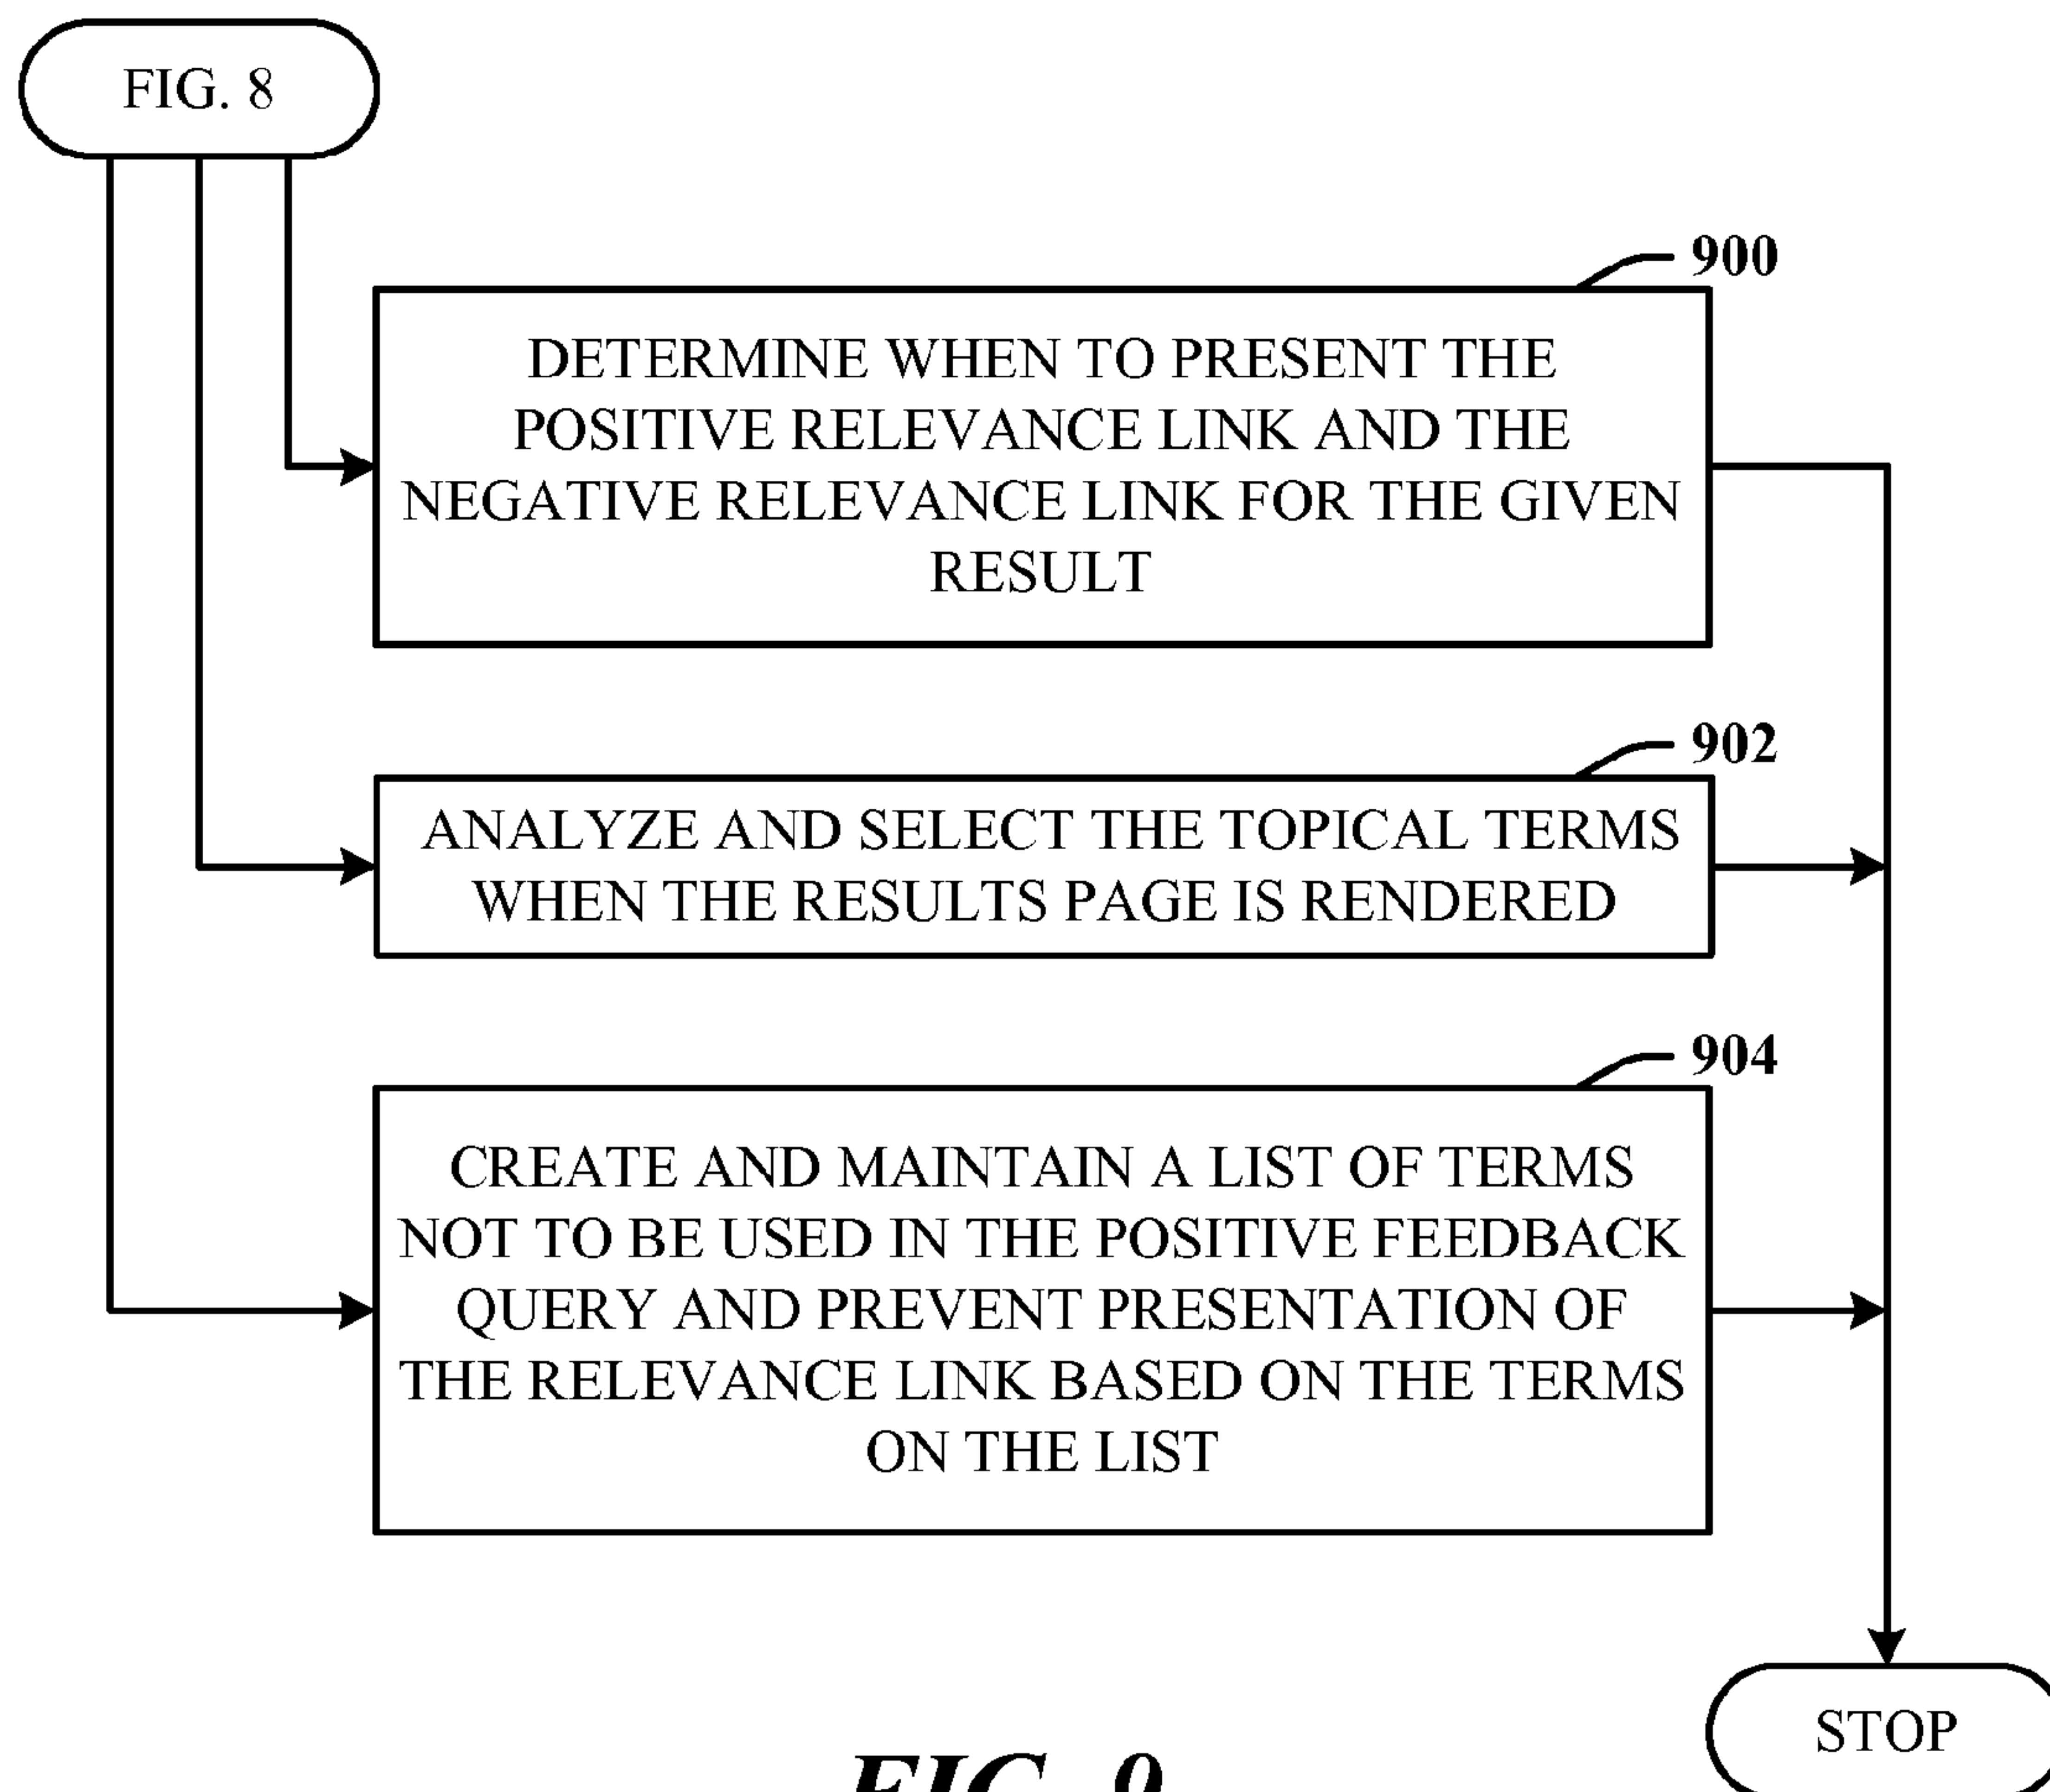 FIG. 8
900
DETERMINE WHEN TO PRESENT THE
POSITIVE RELEVANCE LINK AND THE
NEGATIVE RELEVANCE LINK FOR THE GIVEN
RESULT
902
ANALYZE AND SELECT THE TOPICAL TERMS
WHEN THE RESULTS PAGE IS RENDERED
904
CREATE AND MAINTAIN A LIST OF TERMS
NOT TO BE USED IN THE POSITIVE FEEDBACK
QUERY AND PREVENT PRESENTATION OF
THE RELEVANCE LINK BASED ON THE TERMS
ON THE LIST
STOP
FIG. 9